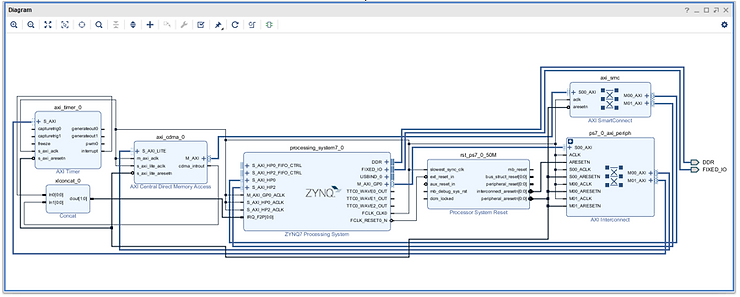 Diagram
axi_timer_0
S_AXI
capturetrig0
generateout0
capturetrig1
generateout1
freeze
pwm0
s_axi_aclk
interrupt
s_axi_aresetn
AXI Timer
xlconcat_0
In0[0:0]
In1[0:0]
dout[1:0]
Concat
axi_cdma_0
S_AXI_LITE
m_axi_aclk
M_AXI
s_axi_lite_aclk
cdma_introut
s_axi_lite_aresetn
AXI Central Direct Memory Access
processing_system7_0
S_AXI_HP0_FIFO_CTRL
S_AXI_HP2_FIFO_CTRL
S_AXI_HP0
S_AXI_HP2
M_AXI_GP0_ACLK
S_AXI_HP0_ACLK
S_AXI_HP2_ACLK
IRQ_F2P[0:0]
ZYNQ
DDR
FIXED_IO
USBIND_0
M_AXI_GP0
TTC0_WAVE0_OUT
TTC0_WAVE1_OUT
TTC0_WAVE2_OUT
FCLK_CLK0
FCLK_RESET0_N
ZYNQ7 Processing System
rst_ps7_0_50M
slowest_sync_clk
mb_reset
ext_reset_in
bus_struct_reset[0:0]
aux_reset_in
peripheral_reset[0:0]
mb_debug_sys_rst
interconnect_aresetn[0:0]
dcm_locked
peripheral_aresetn[0:0]
Processor System Reset
axi_smc
S00_AXI
M00_AXI
aclk
M01_AXI
aresetn
AXI SmartConnect
ps7_0_axi_periph
S00_AXI
ACLK
ARESETN
S00_ACLK
M00_AXI
S00_ARESETN
M01_AXI
M00_ACLK
M00_ARESETN
M01_ACLK
M01_ARESETN
AXI Interconnect
DDR
FIXED_IO